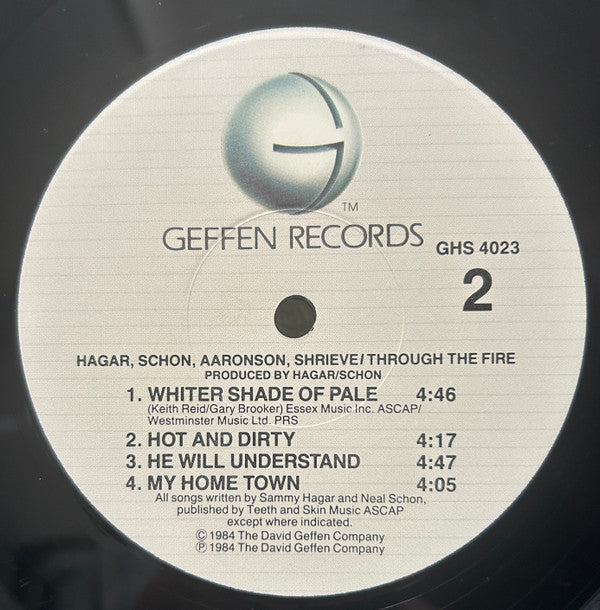 G
TM
GEFFEN RECORDS
GHS 4023
2
HAGAR, SCHON, AARONSON, SHRIEVE/THROUGH THE FIRE
PRODUCED BY HAGAR/SCHON
1. WHITER SHADE OF PALE 4:46
(Keith Reid/Gary Brooker) Essex Music Inc. ASCAP/
Westminster Music Ltd. PRS
2. HOT AND DIRTY 4:17
3. HE WILL UNDERSTAND 4:47
4. MY HOME TOWN 4:05
All songs written by Sammy Hagar and Neal Schon,
published by Teeth and Skin Music ASCAP
except where indicated.
© 1984 The David Geffen Company
℗ 1984 The David Geffen Company